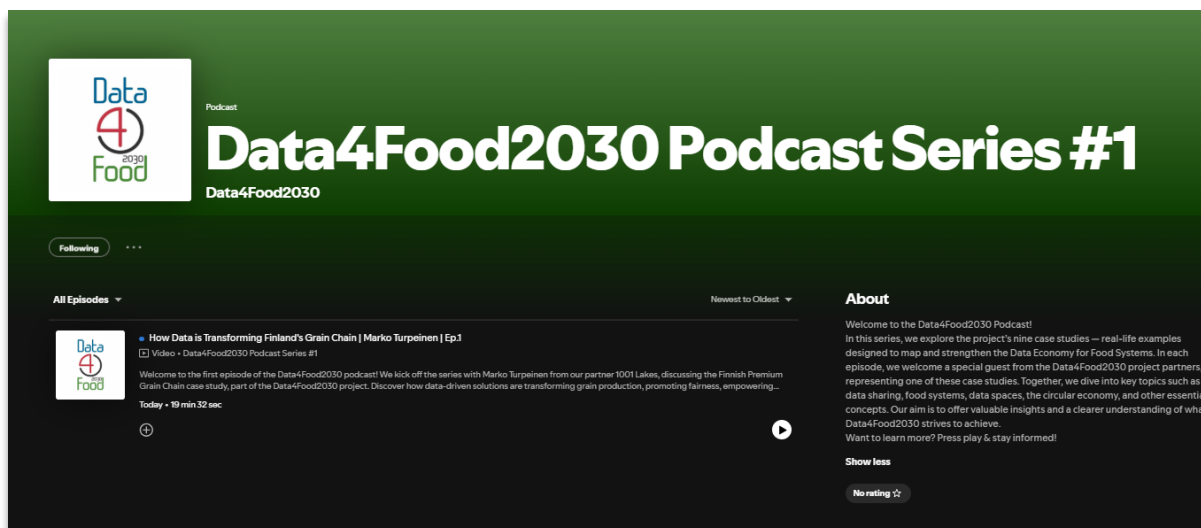 Data
4
2030
Food
Podcast
Data4Food2030 Podcast Series #1
Data4Food2030
Following
All Episodes
Newest to Oldest
Data
4
2030
Food
How Data is Transforming Finland's Grain Chain | Marko Turpeinen | Ep.1
Video • Data4Food2030 Podcast Series #1
Welcome to the first episode of the Data4Food2030 podcast! We kick off the series with Marko Turpeinen from our partner 1001 Lakes, discussing the Finnish Premium
Grain Chain case study, part of the Data4Food2030 project. Discover how data-driven solutions are transforming grain production, promoting fairness, empowering...
Today • 19 min 32 sec
About
Welcome to the Data4Food2030 Podcast!
In this series, we explore the project's nine case studies — real-life examples
designed to map and strengthen the Data Economy for Food Systems. In each
episode, we welcome a special guest from the Data4Food2030 project partners,
representing one of these case studies. Together, we dive into key topics such as
data sharing, food systems, data spaces, the circular economy, and other essentia
concepts. Our aim is to offer valuable insights and a clearer understanding of wha
Data4Food2030 strives to achieve.
Want to learn more? Press play & stay informed!
Show less
No rating